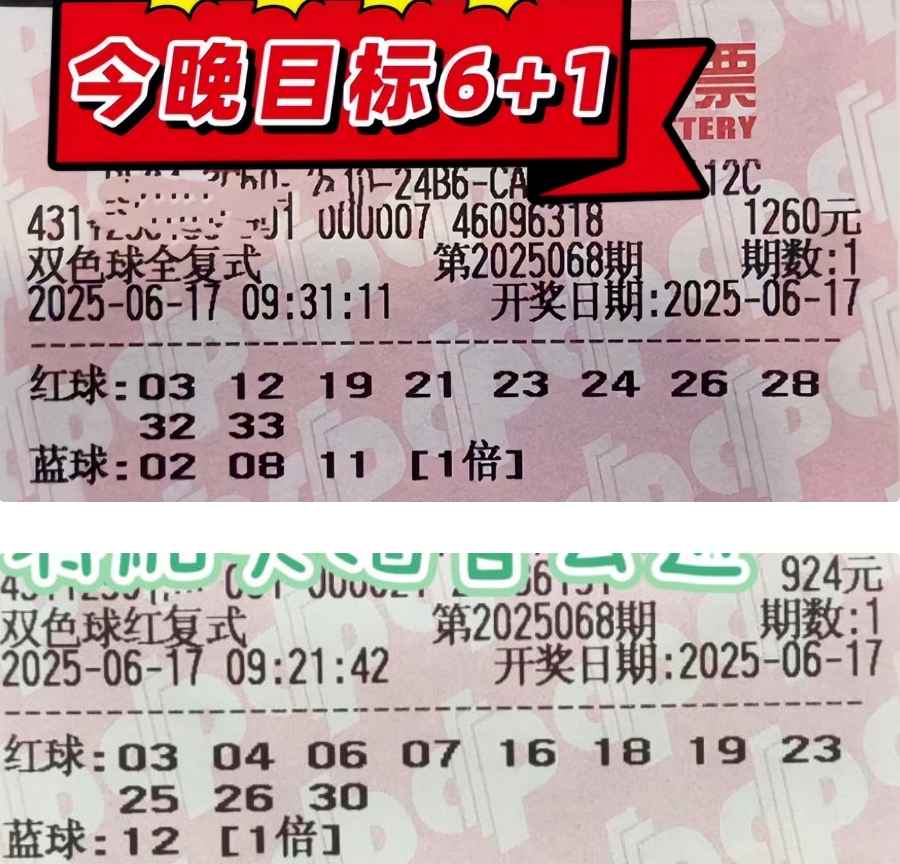 今晚目标6+1
票
TERY
-24B6-CA
12C
431
000007 46096318
1260元
双色球全复式
第2025068期
期数:1
2025-06-17 09:31:11
开奖日期:2025-06-17
红球:03 12 19 21 23 24 26 28
32 33
蓝球:02 08 11 [1倍]
924元
双色球红复式
第2025068期
期数:1
2025-06-17 09:21:42
开奖日期:2025-06-17
红球:03 04 06 07 16 18 19 23
25 26 30
蓝球:12 [1倍]